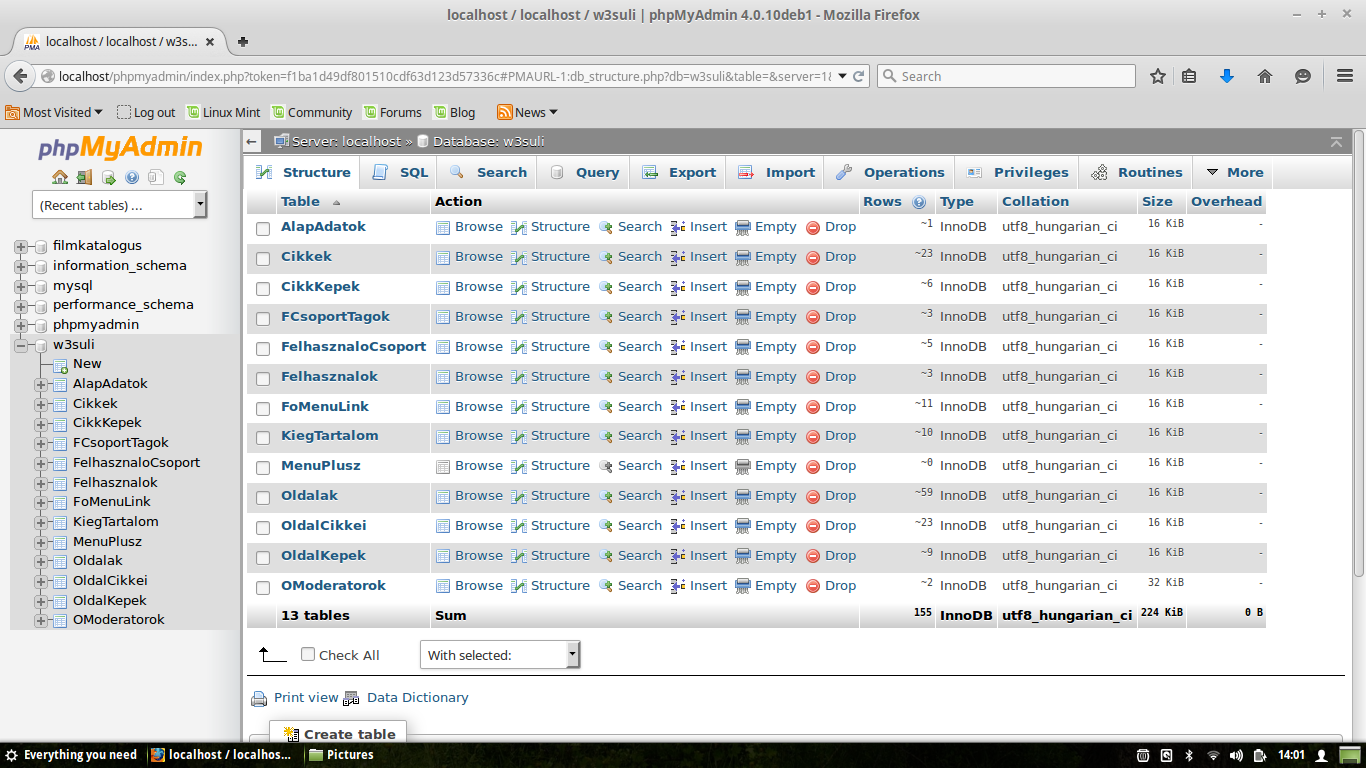 localhost / localhost / w3suli | phpMyAdmin 4.0.10deb1 - Mozilla Firefox
PMA localhost / localhost / w3s...
localhost/phpmyadmin/index.php?token=f1ba1d49df801510cdf63d123d57336c#PMAURL-1:db_structure.php?db=w3suli&table=&server=1& Search
Most Visited Log out Linux Mint Community Forums Blog News
phpMyAdmin
(Recent tables) ...
filmkatalogus
information_schema
mysql
performance_schema
phpmyadmin
w3suli
New
AlapAdatok
Cikkek
CikkKepek
FCsoportTagok
FelhasznaloCsoport
Felhasznalok
FoMenuLink
KiegTartalom
MenuPlusz
Oldalak
OldalCikkei
OldalKepek
OModeratorok
Server: localhost » Database: w3suli
Structure SQL Search Query Export Import Operations Privileges Routines More
Table Action Rows Type Collation Size Overhead
AlapAdatok Browse Structure Search Insert Empty Drop ~1 InnoDB utf8_hungarian_ci 16 KiB -
Cikkek Browse Structure Search Insert Empty Drop ~23 InnoDB utf8_hungarian_ci 16 KiB -
CikkKepek Browse Structure Search Insert Empty Drop ~6 InnoDB utf8_hungarian_ci 16 KiB -
FCsoportTagok Browse Structure Search Insert Empty Drop ~3 InnoDB utf8_hungarian_ci 16 KiB -
FelhasznaloCsoport Browse Structure Search Insert Empty Drop ~5 InnoDB utf8_hungarian_ci 16 KiB -
Felhasznalok Browse Structure Search Insert Empty Drop ~3 InnoDB utf8_hungarian_ci 16 KiB -
FoMenuLink Browse Structure Search Insert Empty Drop ~11 InnoDB utf8_hungarian_ci 16 KiB -
KiegTartalom Browse Structure Search Insert Empty Drop ~10 InnoDB utf8_hungarian_ci 16 KiB -
MenuPlusz Browse Structure Search Insert Empty Drop ~0 InnoDB utf8_hungarian_ci 16 KiB -
Oldalak Browse Structure Search Insert Empty Drop ~59 InnoDB utf8_hungarian_ci 16 KiB -
OldalCikkei Browse Structure Search Insert Empty Drop ~23 InnoDB utf8_hungarian_ci 16 KiB -
OldalKepek Browse Structure Search Insert Empty Drop ~9 InnoDB utf8_hungarian_ci 16 KiB -
OModeratorok Browse Structure Search Insert Empty Drop ~2 InnoDB utf8_hungarian_ci 32 KiB -
13 tables Sum 155 InnoDB utf8_hungarian_ci 224 KiB 0 B
Check All With selected:
Print view Data Dictionary
Create table
Everything you need localhost / localhos... Pictures 14:01